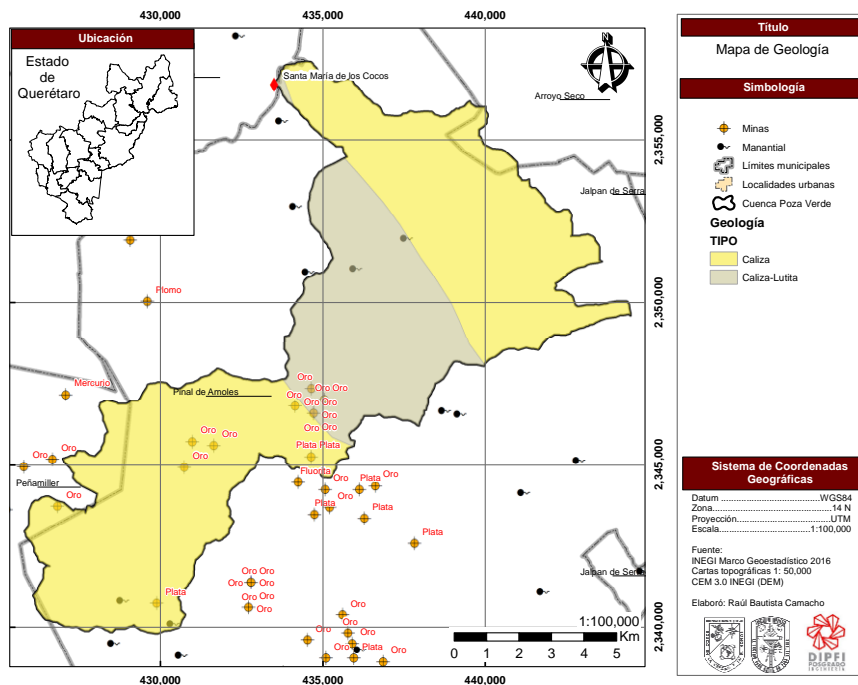 430,000
435,000
440,000
Ubicación
Estado
de
Querétaro
Santa María de los Cocos
Arroyo Seco
Jalpan de Serra
2,355,000
2,350,000
2,345,000
2,340,000
Plomo
Mercurio
Pinal de Amoles
Oro
Oro Oro
Oro
Oro Oro
Oro
Oro Oro
Plata Plata
Oro
Oro
Oro
Oro
Oro
Peñamiller
Oro
Fluorita
Plata
Oro
Plata
Oro
Plata
Plata
Oro Oro
Oro Oro
Oro Oro
Oro
Plata
Oro
Oro
Oro
Oro
Plata
Oro
Jalpan de Serra
1:100,000
Km
0 1 2 3 4 5
430,000
435,000
440,000
Título
Mapa de Geología
Simbología
Minas
Manantial
Límites municipales
Localidades urbanas
Cuenca Poza Verde
Geología
TIPO
Caliza
Caliza-Lutita
Sistema de Coordenadas
Geográficas
Datum ........................WGS84
Zona................................14 N
Proyección.......................UTM
Escala.......................1:100,000
Fuente:
INEGI Marco Geoestadístico 2016
Cartas topográficas 1: 50,000
CEM 3.0 INEGI (DEM)
Elaboró: Raúl Bautista Camacho
DIPFI
POSGRADO
INGENIERÍA